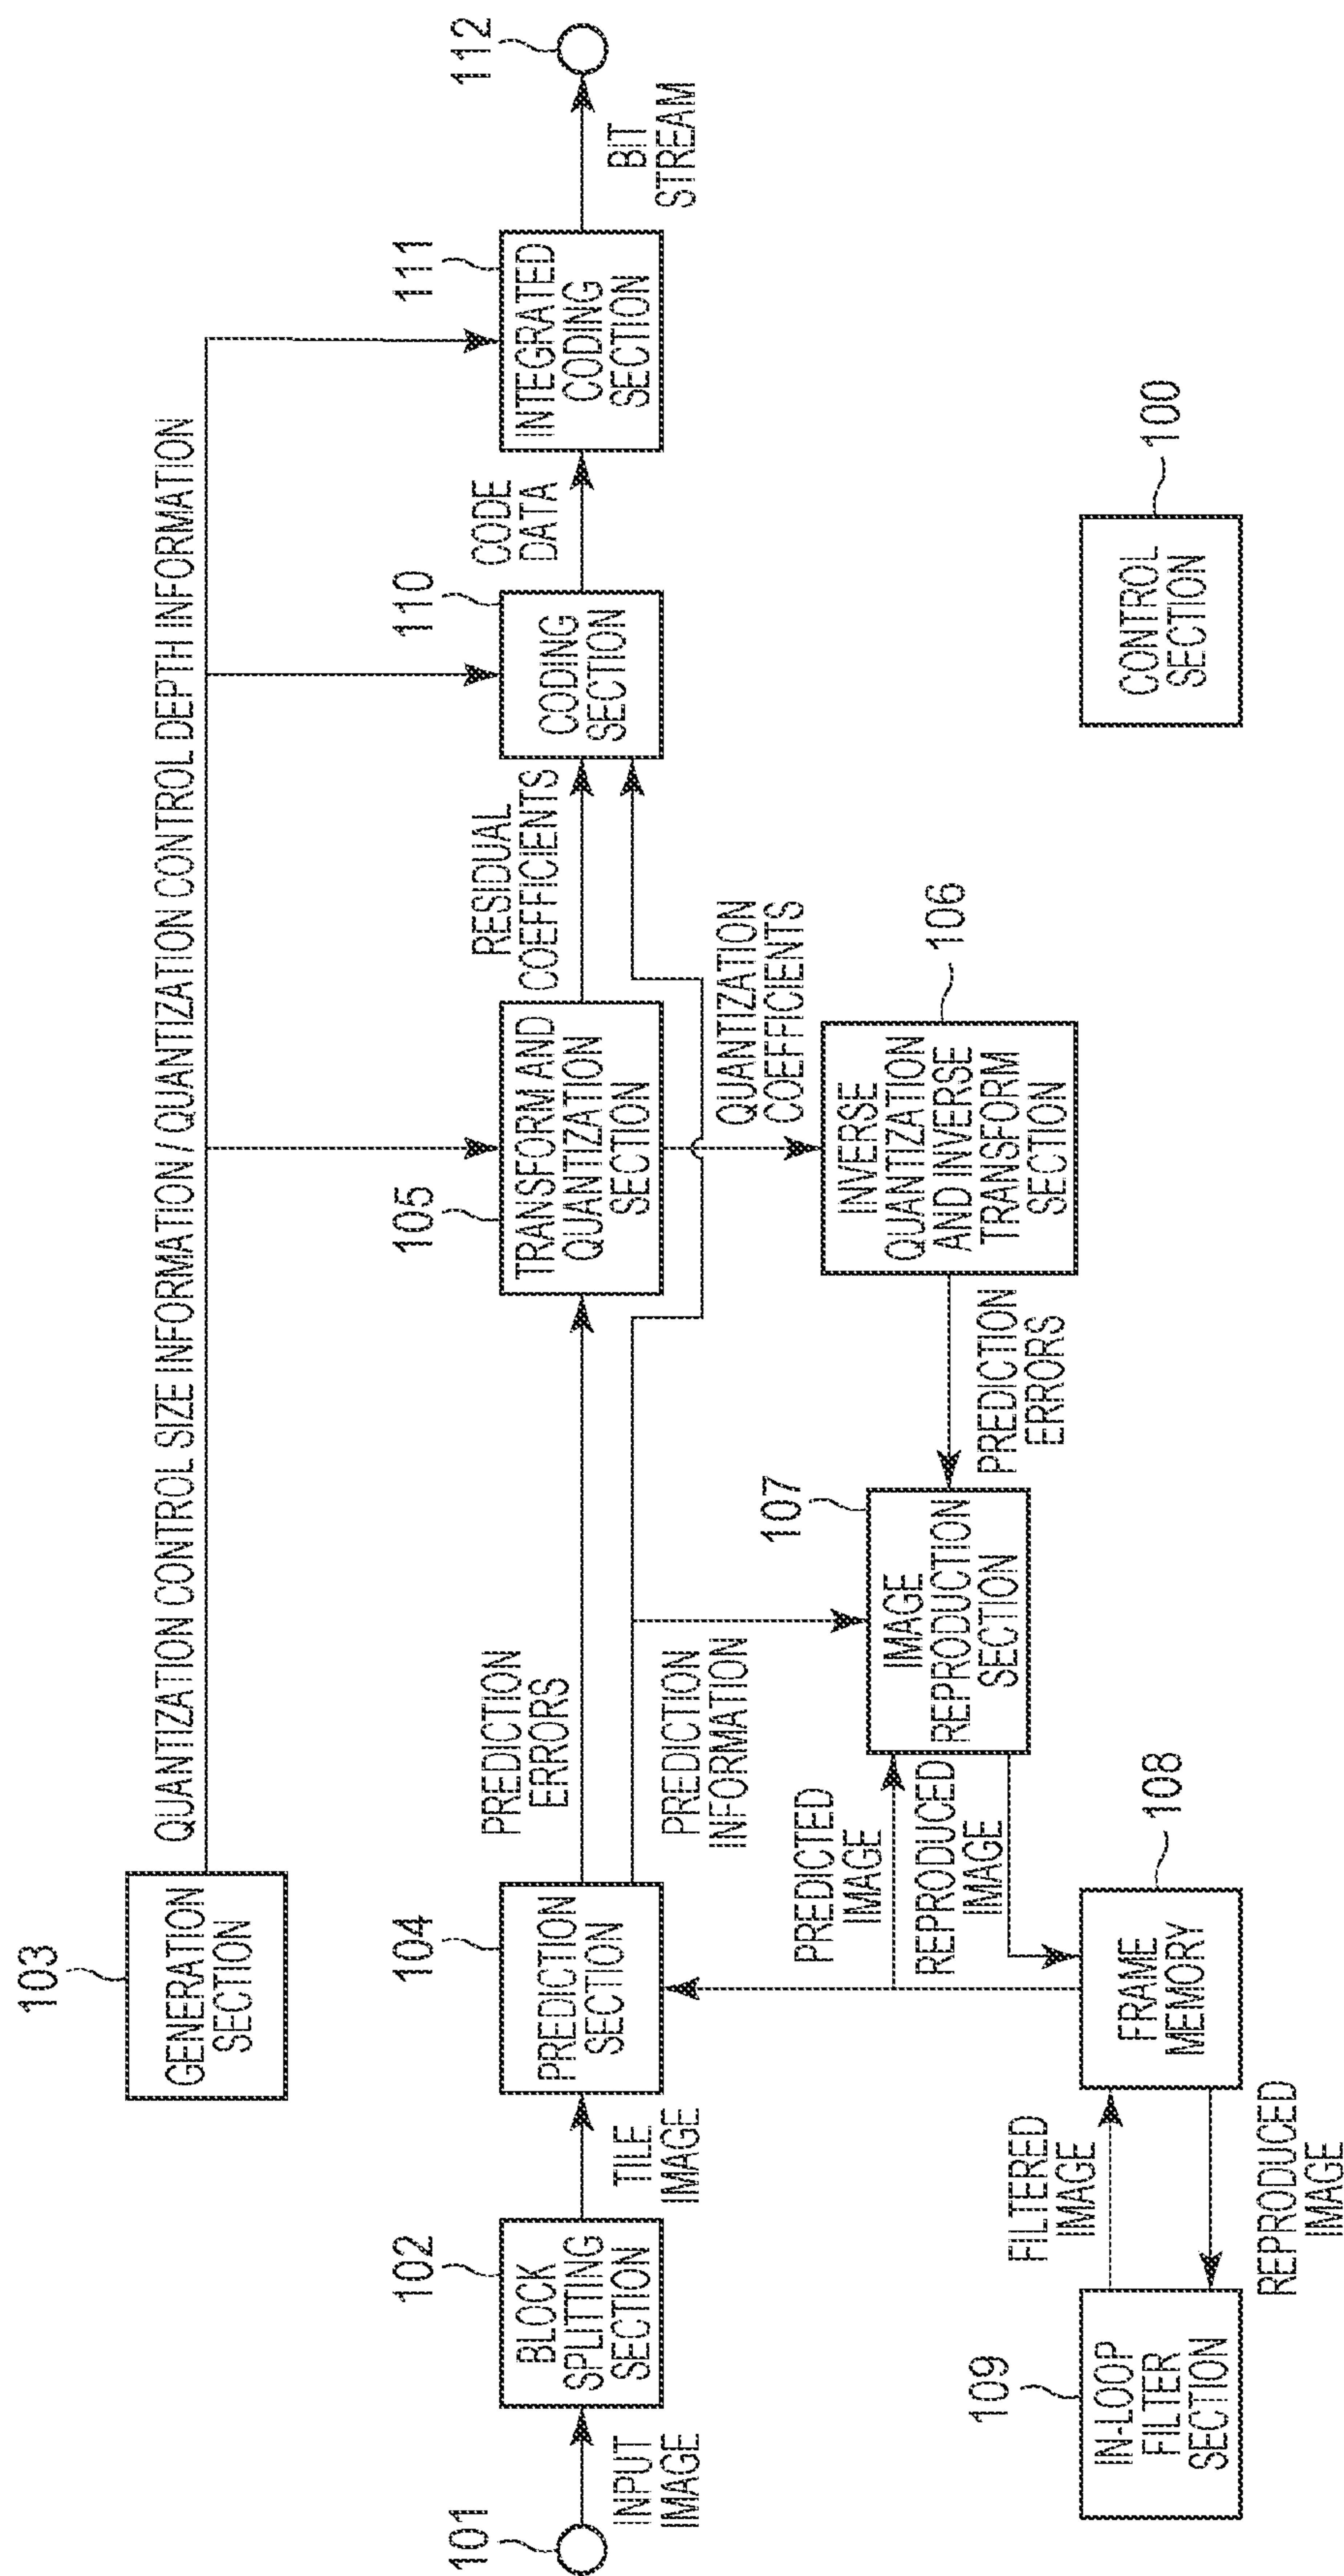 103
GENERATION
SECTION
QUANTIZATION CONTROL SIZE INFORMATION / QUANTIZATION CONTROL DEPTH INFORMATION
101
INPUT
IMAGE
102
BLOCK
SPLITTING
SECTION
TILE
IMAGE
104
PREDICTION
SECTION
PREDICTION
ERRORS
PREDICTION
INFORMATION
105
TRANSFORM AND
QUANTIZATION
SECTION
RESIDUAL
COEFFICIENTS
110
CODING
SECTION
CODE
DATA
111
INTEGRATED
CODING
SECTION
BIT
STREAM
112
QUANTIZATION
COEFFICIENTS
106
INVERSE
QUANTIZATION
AND INVERSE
TRANSFORM
SECTION
PREDICTION
ERRORS
107
IMAGE
REPRODUCTION
SECTION
PREDICTED
IMAGE
REPRODUCED
IMAGE
108
FRAME
MEMORY
FILTERED
IMAGE
REPRODUCED
IMAGE
109
IN-LOOP
FILTER
SECTION
100
CONTROL
SECTION